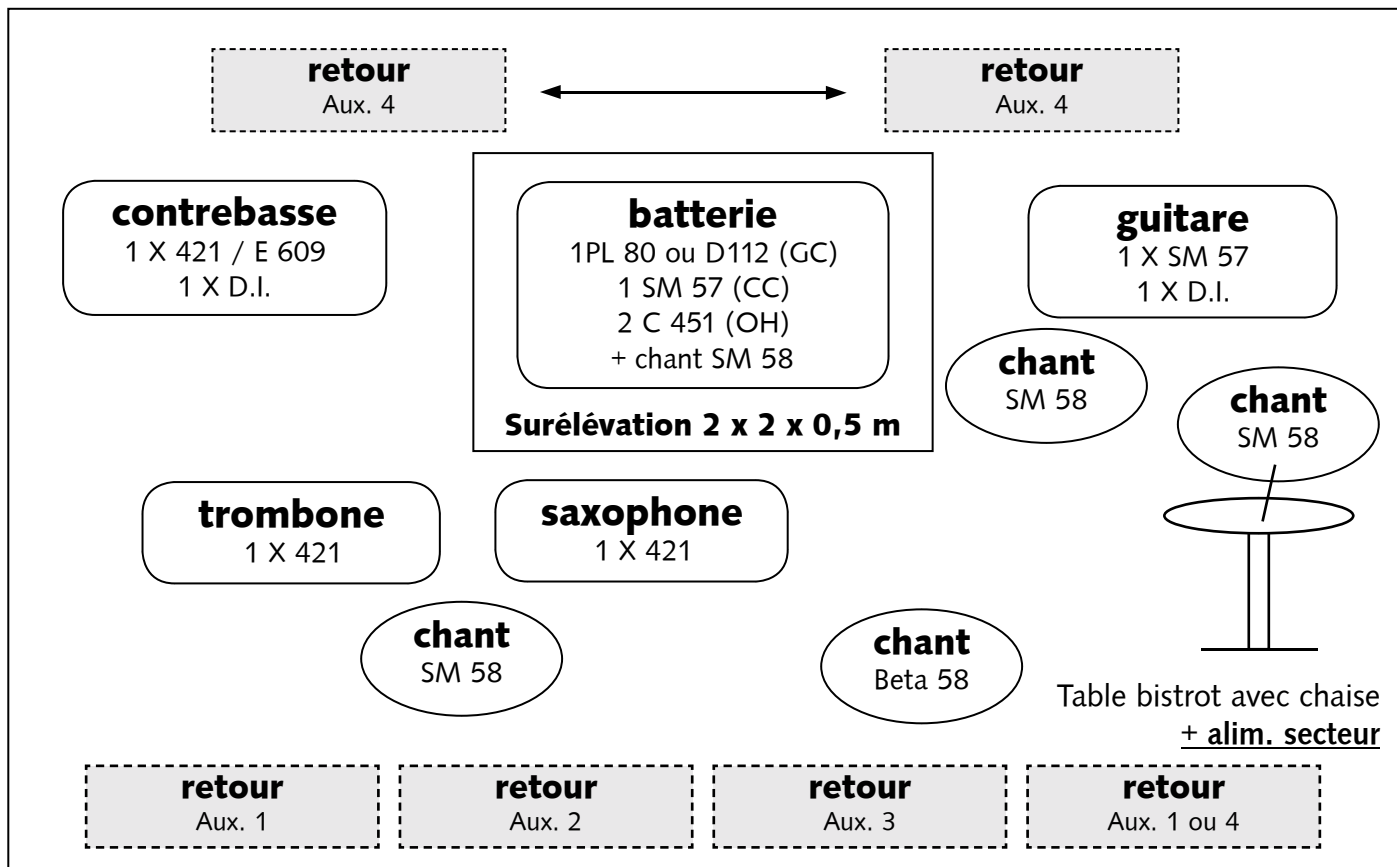 retour
Aux. 4
retour
Aux. 4
contrebasse
1 X 421 / E 609
1 X D.I.
batterie
1PL 80 ou D112 (GC)
1 SM 57 (CC)
2 C 451 (OH)
+ chant SM 58
Surélévation 2 x 2 x 0,5 m
guitare
1 X SM 57
1 X D.I.
chant
SM 58
chant
SM 58
trombone
1 X 421
saxophone
1 X 421
chant
SM 58
chant
Beta 58
Table bistrot avec chaise
+ alim. secteur
retour
Aux. 1
retour
Aux. 2
retour
Aux. 3
retour
Aux. 1 ou 4